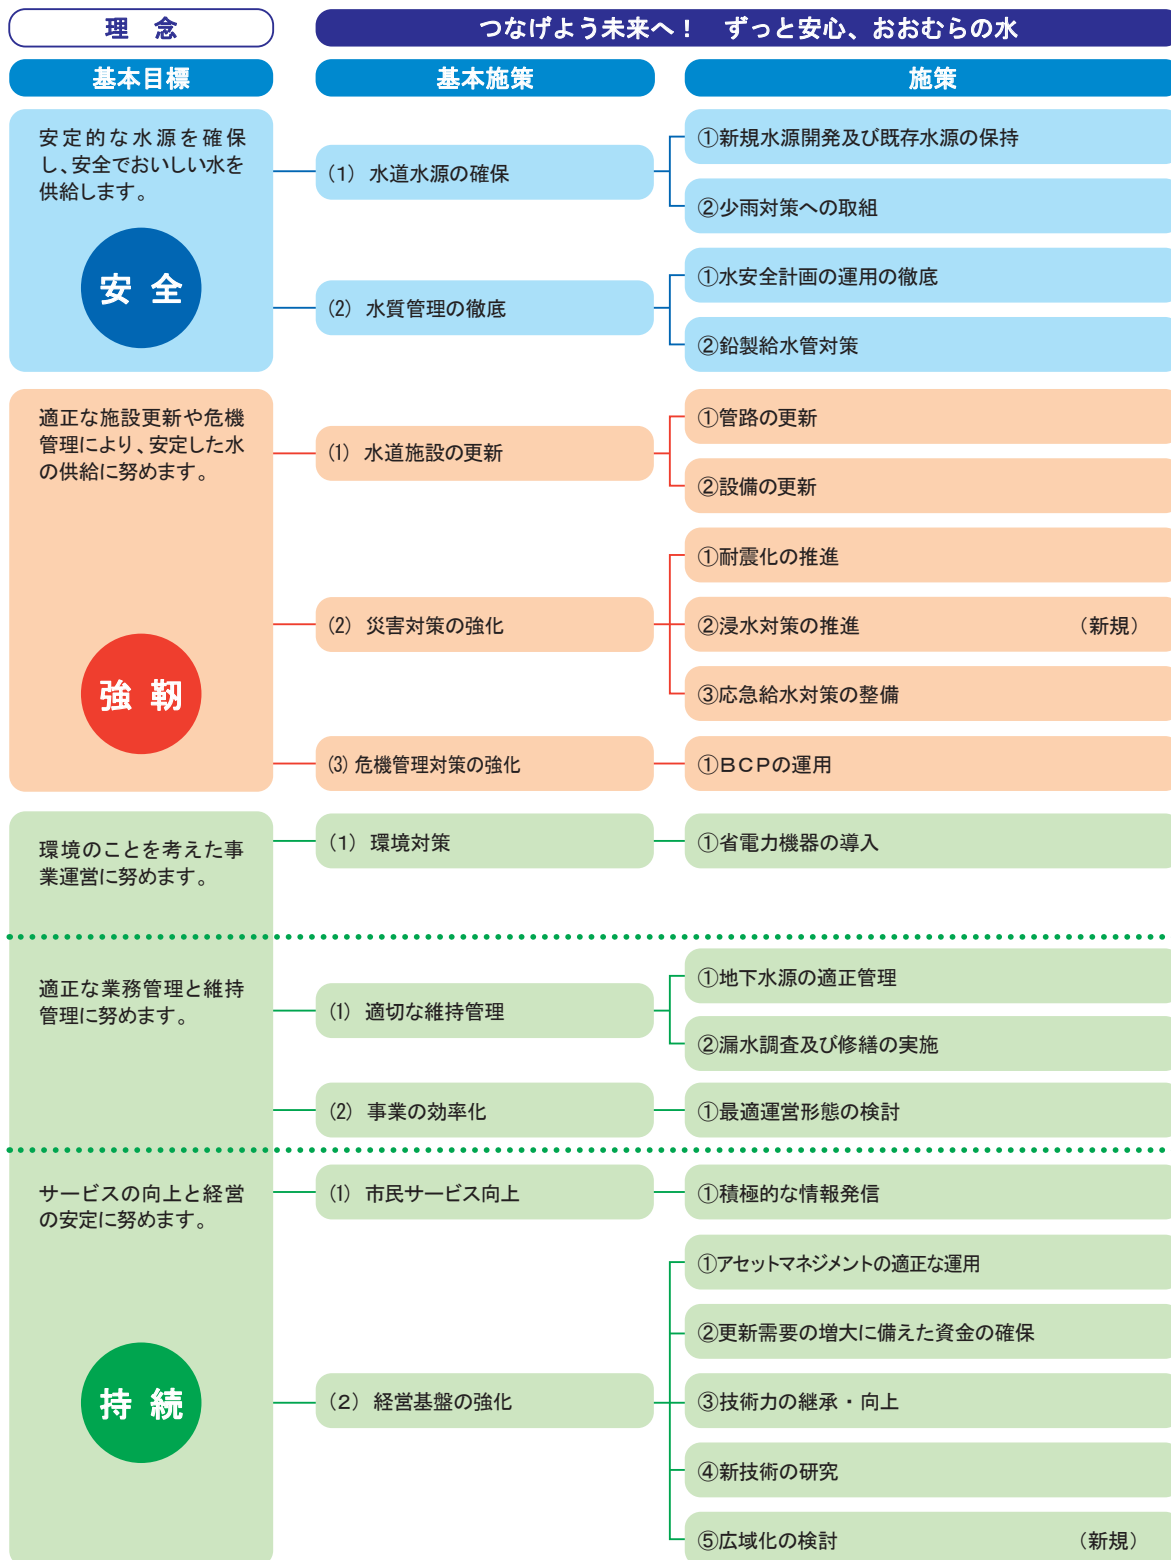 理　念
つなげよう未来へ！　ずっと安心、おおむらの水
基本目標
基本施策
施策
安定的な水源を確保
し、安全でおいしい水を
供給します。
安 全
(1) 水道水源の確保
①新規水源開発及び既存水源の保持
②少雨対策への取組
(2) 水質管理の徹底
①水安全計画の運用の徹底
②鉛製給水管対策
適正な施設更新や危機
管理により、安定した水
の供給に努めます。
強 靭
(1) 水道施設の更新
①管路の更新
②設備の更新
(2) 災害対策の強化
①耐震化の推進
②浸水対策の推進　（新規）
③応急給水対策の整備
(3) 危機管理対策の強化
①ＢＣＰの運用
環境のことを考えた事
業運営に努めます。
(1) 環境対策
①省電力機器の導入
適正な業務管理と維持
管理に努めます。
(1) 適切な維持管理
①地下水源の適正管理
②漏水調査及び修繕の実施
(2) 事業の効率化
①最適運営形態の検討
サービスの向上と経営
の安定に努めます。
持 続
(1) 市民サービス向上
①積極的な情報発信
(２) 経営基盤の強化
①アセットマネジメントの適正な運用
②更新需要の増大に備えた資金の確保
③技術力の継承・向上
④新技術の研究
⑤広域化の検討　（新規）